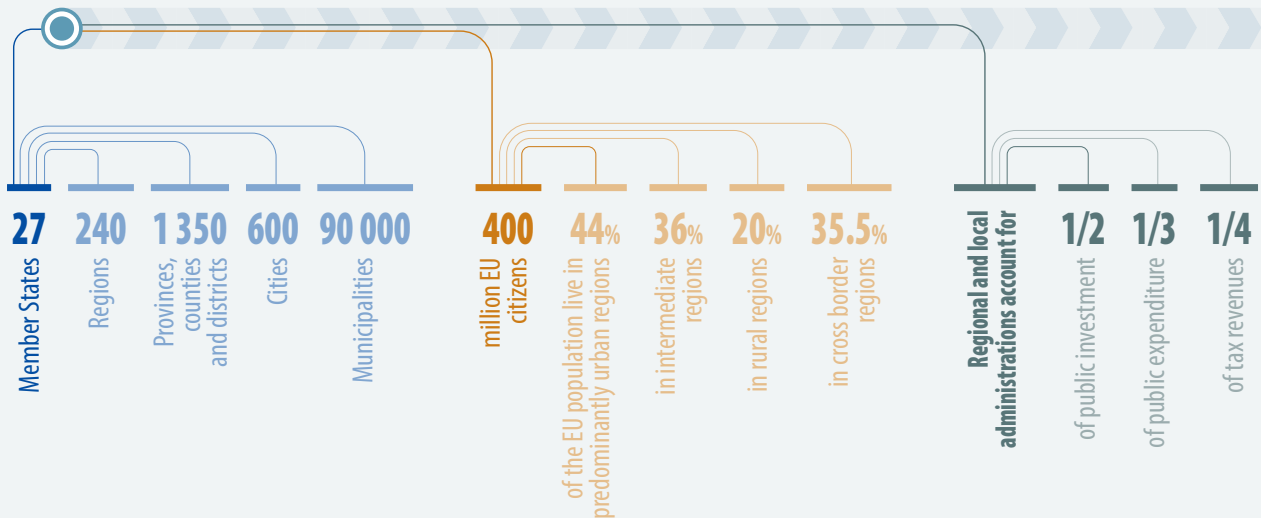 27
Member States
240
Regions
1 350
Provinces,
counties
and districts
600
Cities
90 000
Municipalities
400
million EU
citizens
44%
of the EU population live in
predominantly urban regions
36%
in intermediate
regions
20%
in rural regions
35.5%
in cross border
regions
Regional and local
administrations account for
1/2
of public investment
1/3
of public expenditure
1/4
of tax revenues